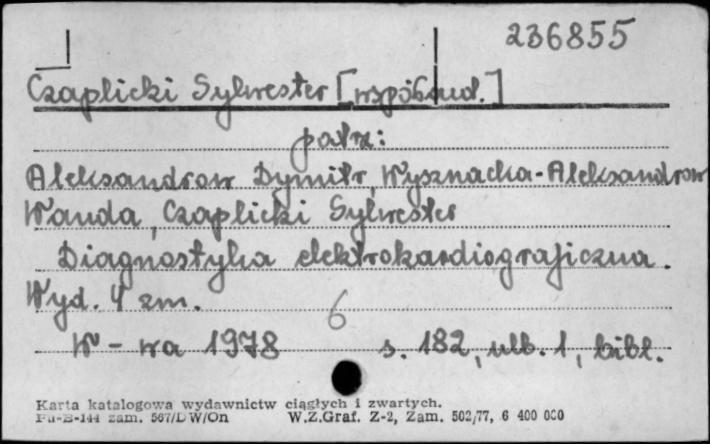 236855
Czaplicki Sylwester [współaut.]
patrz:
Aleksandrow Dymitr, Wysznacka-Aleksandrow
Wanda, Czaplicki Sylwester
Diagnostyka elektrokardiograficzna.
Wyd. 4 zm.
6
W-wa 1978 s. 182, nlb. 1, bibl.
Karta katalogowa wydawnictw ciągłych i zwartych.
Pu-B-144 zam. 567/DW/On W.Z.Graf. Z-2, Zam. 502/77, 6 400 000